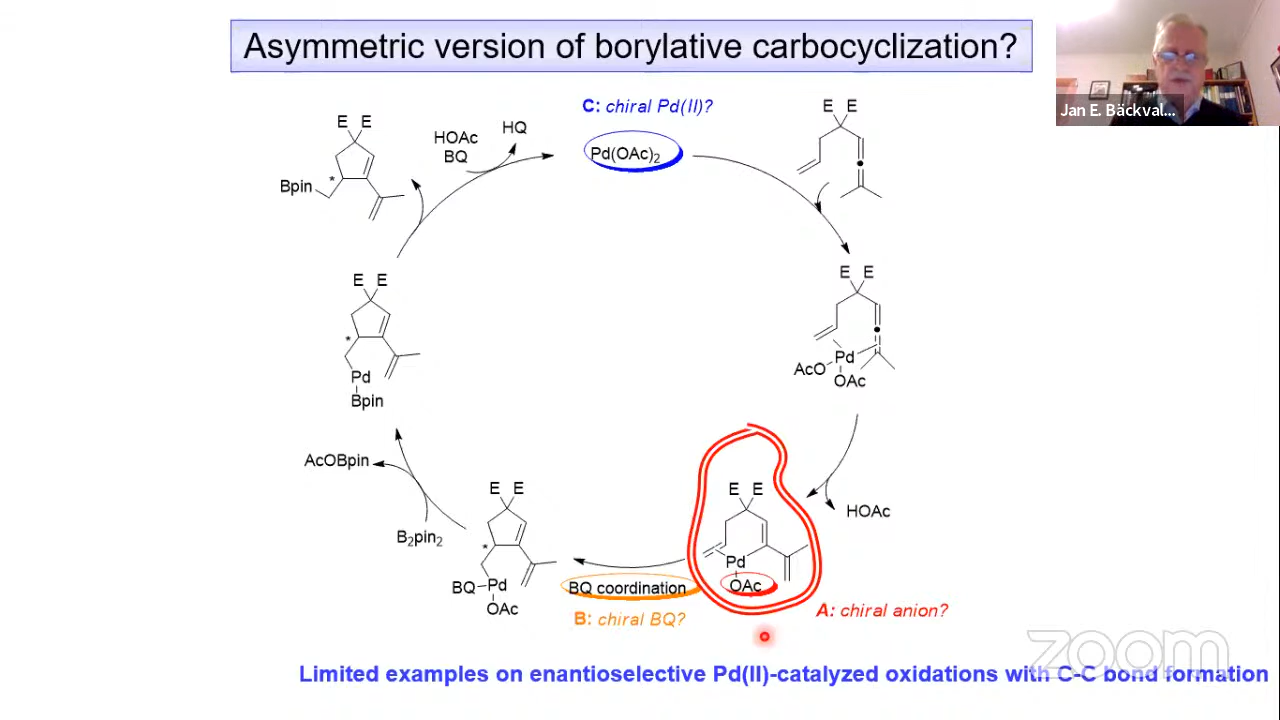 Asymmetric version of borylative carbocyclization?
Jan E. Bäckval...
C: chiral Pd(II)?
Pd(OAc)2
E E
E E
HOAc
BQ
HQ
Bpin
*
E E
*
Pd
Bpin
E E
Pd
AcO
OAc
AcOBpin
B2pin2
E E
*
BQ Pd
OAc
BQ coordination
B: chiral BQ?
E E
Pd
OAc
HOAc
A: chiral anion?
zoom
Limited examples on enantioselective Pd(II)-catalyzed oxidations with C-C bond formation